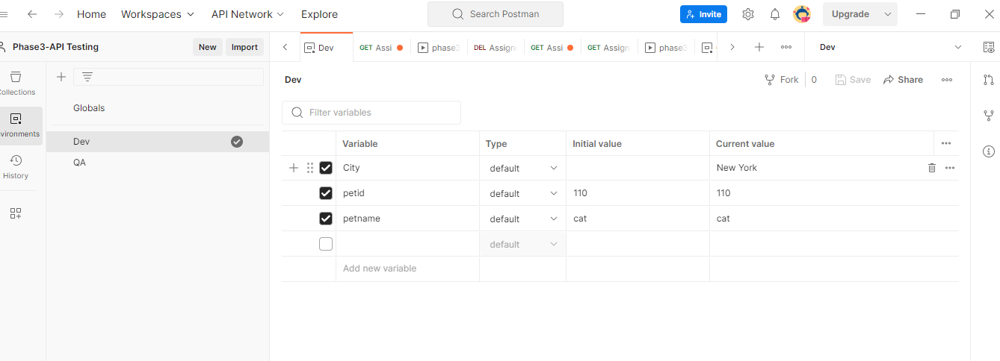 Home Workspaces API Network Explore Search Postman Invite Upgrade
Phase3-API Testing New Import Dev GET Assi phase3 DEL Assign GET Assi GET Assign phase3 Dev
Collections
Environments
History
Globals
Dev
QA
Dev Fork 0 Save Share
Filter variables
Variable Type Initial value Current value
City default New York
petid default 110 110
petname default cat cat
default
Add new variable